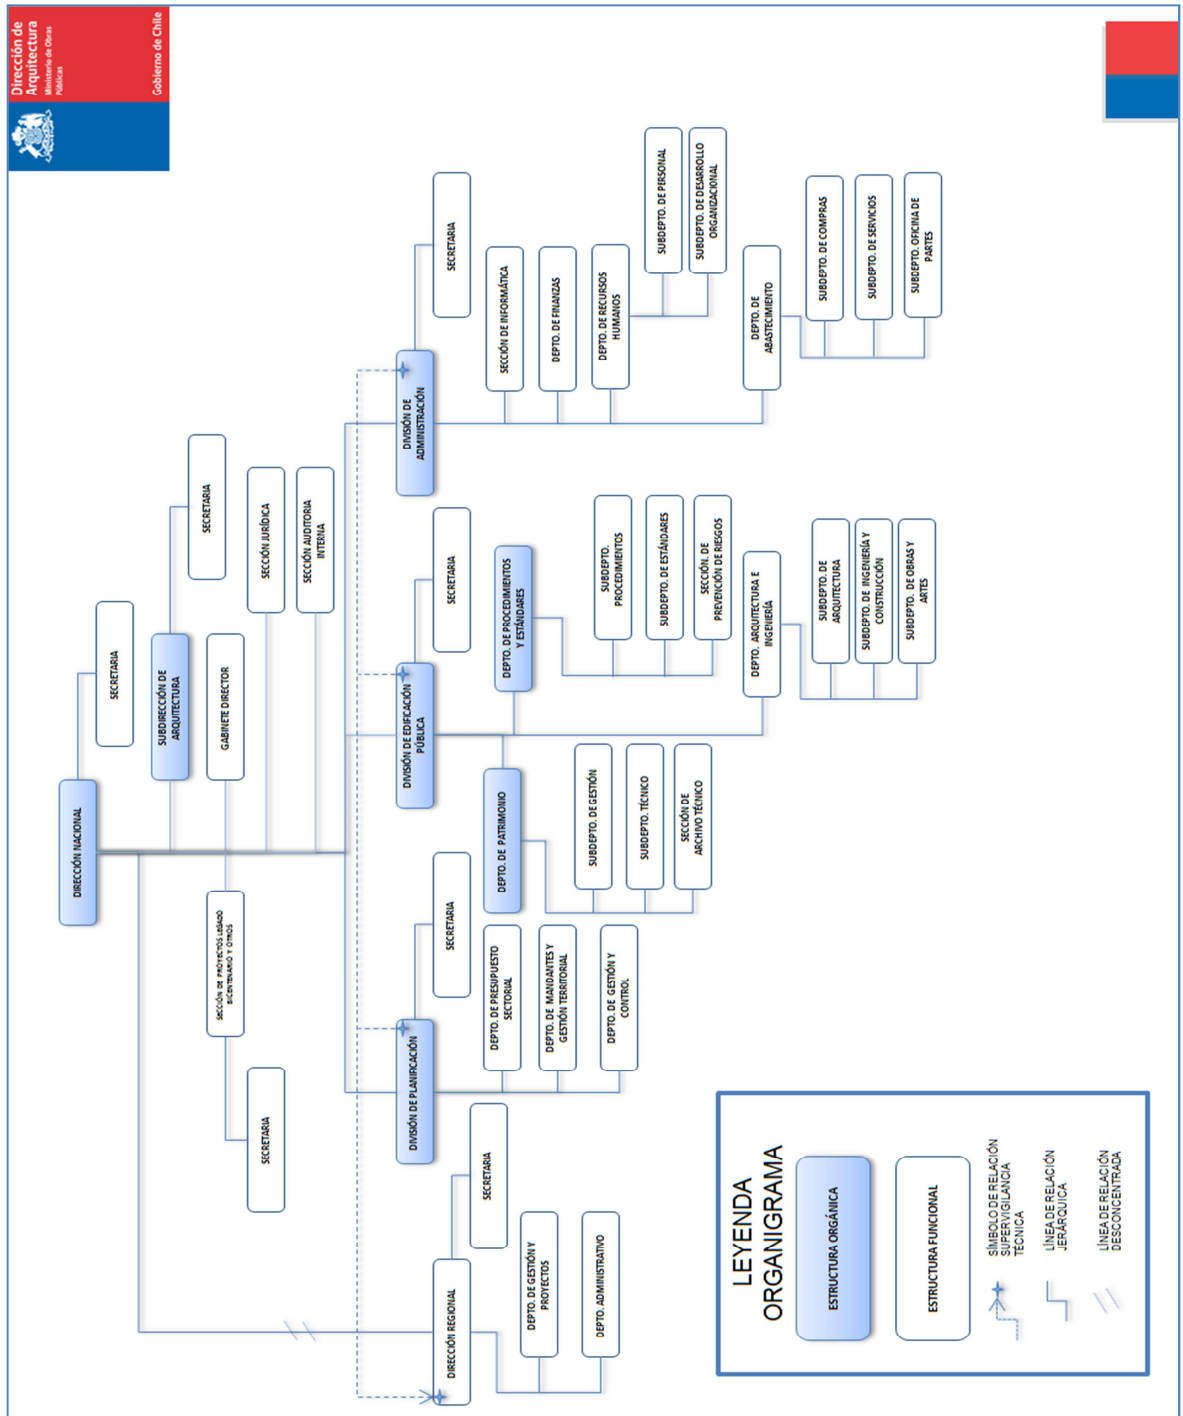 Dirección de
Arquitectura
Ministerio de Obras
Públicas
Gobierno de Chile
DIRECCIÓN NACIONAL
SECRETARIA
SUBDIRECCIÓN DE
ARQUITECTURA
SECRETARIA
SECCIÓN DE PROYECTOS LEGADO
BICENTENARIO Y OTROS
GABINETE DIRECTOR
SECRETARIA
SECCIÓN JURÍDICA
SECCIÓN AUDITORIA
INTERNA
DIRECCIÓN REGIONAL
SECRETARIA
DEPTO. DE GESTIÓN Y
PROYECTOS
DEPTO. ADMINISTRATIVO
DIVISIÓN DE PLANIFICACIÓN
SECRETARIA
DEPTO. DE PRESUPUESTO
SECTORIAL
DEPTO. DE MANDANTES Y
GESTIÓN TERRITORIAL
DEPTO. DE GESTIÓN Y
CONTROL
DIVISIÓN DE EDIFICACIÓN
PÚBLICA
SECRETARIA
DEPTO. DE PATRIMONIO
SUBDEPTO. DE GESTIÓN
SUBDEPTO. TÉCNICO
SECCIÓN DE
ARCHIVO TÉCNICO
DEPTO. DE PROCEDIMIENTOS
Y ESTÁNDARES
SUBDEPTO.
PROCEDIMIENTOS
SUBDEPTO. DE ESTÁNDARES
SECCIÓN. DE
PREVENCIÓN DE RIESGOS
DEPTO. ARQUITECTURA E
INGENIERÍA
SUBDEPTO. DE
ARQUITECTURA
SUBDEPTO. DE INGENIERÍA Y
CONSTRUCCIÓN
SUBDEPTO. DE OBRAS Y
ARTES
DIVISIÓN DE
ADMINISTRACIÓN
SECRETARIA
SECCIÓN DE INFORMÁTICA
DEPTO. DE FINANZAS
DEPTO. DE RECURSOS
HUMANOS
SUBDEPTO. DE PERSONAL
SUBDEPTO. DE DESARROLLO
ORGANIZACIONAL
DEPTO. DE
ABASTECIMIENTO
SUBDEPTO. DE COMPRAS
SUBDEPTO. DE SERVICIOS
SUBDEPTO. OFICINA DE
PARTES
LEYENDA
ORGANIGRAMA
ESTRUCTURA ORGÁNICA
ESTRUCTURA FUNCIONAL
SÍMBOLO DE RELACIÓN
SUPERVIGILANCIA
TÉCNICA
LÍNEA DE RELACIÓN
JERÁRQUICA
LÍNEA DE RELACIÓN
DESCONCENTRADA